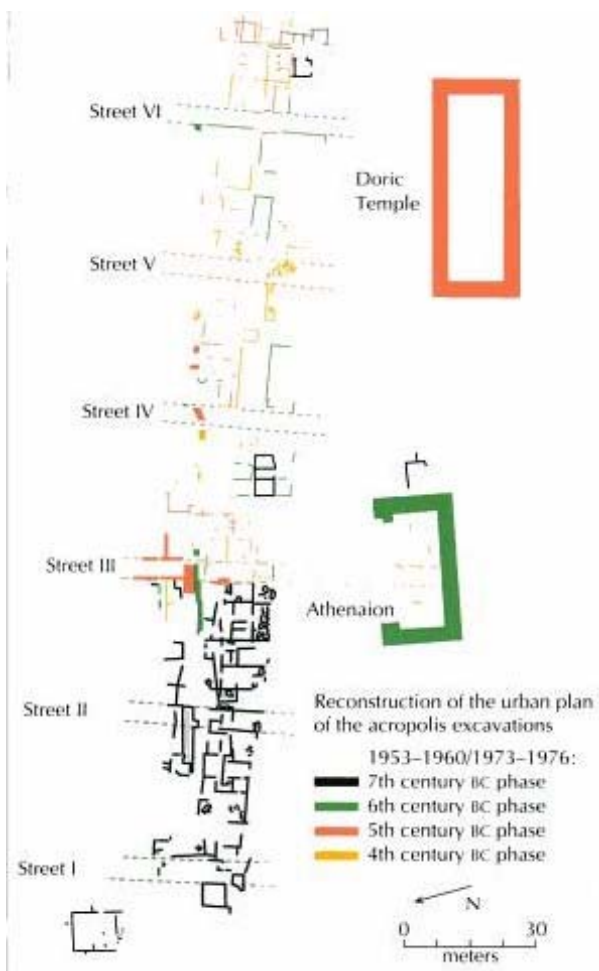 Street VI
Doric
Temple
Street V
Street IV
Street III
Athenaion
Street II
Reconstruction of the urban plan
of the acropolis excavations
1953–1960/1973–1976:
7th century BC phase
6th century BC phase
5th century BC phase
4th century BC phase
Street I
N
0 30
meters